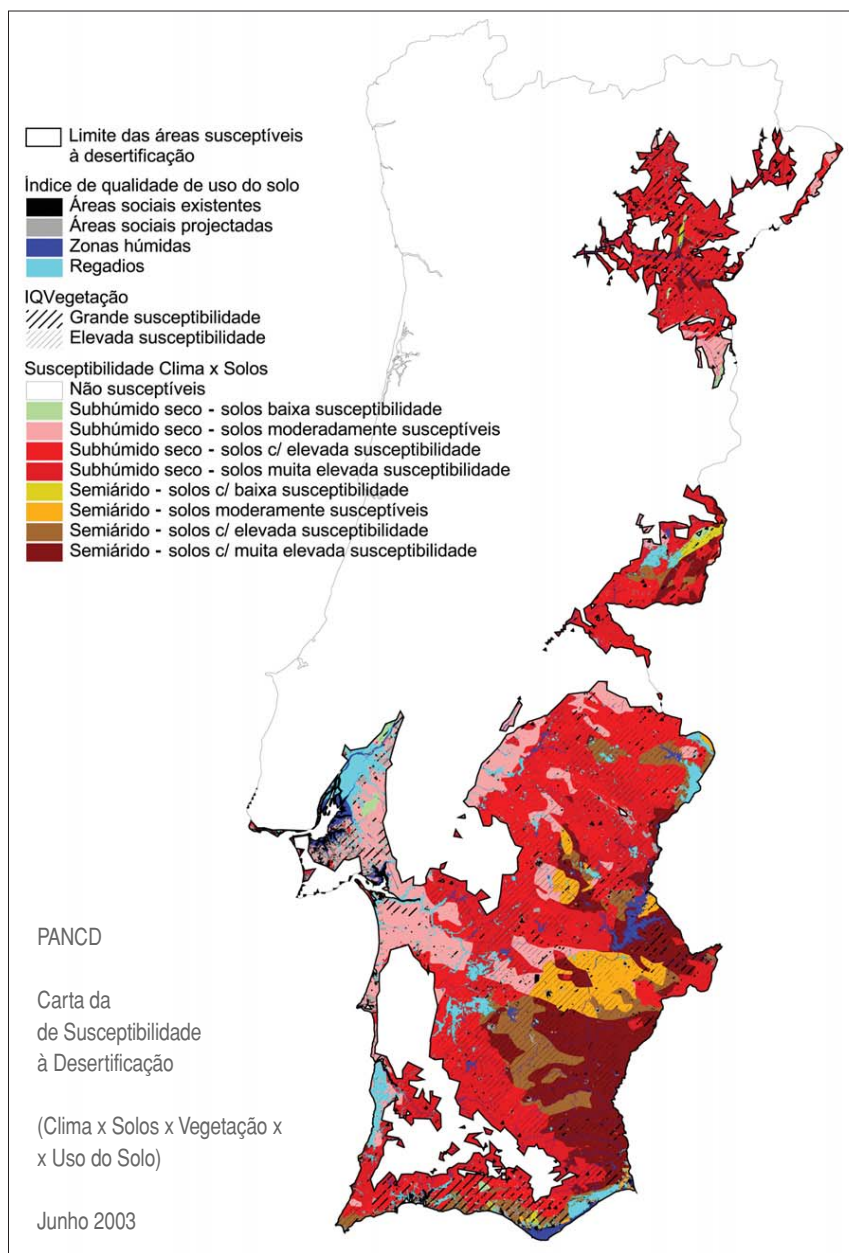 Limite das áreas susceptíveis
à desertificação
Índice de qualidade de uso do solo
Áreas sociais existentes
Áreas sociais projectadas
Zonas húmidas
Regadios
IQVegetação
Grande susceptibilidade
Elevada susceptibilidade
Susceptibilidade Clima x Solos
Não susceptíveis
Subhúmido seco - solos baixa susceptibilidade
Subhúmido seco - solos moderadamente susceptíveis
Subhúmido seco - solos c/ elevada susceptibilidade
Subhúmido seco - solos muita elevada susceptibilidade
Semiárido - solos c/ baixa susceptibilidade
Semiárido - solos moderamente susceptíveis
Semiárido - solos c/ elevada susceptibilidade
Semiárido - solos c/ muita elevada susceptibilidade
PANCD
Carta da
de Susceptibilidade
à Desertificação
(Clima x Solos x Vegetação x
x Uso do Solo)
Junho 2003